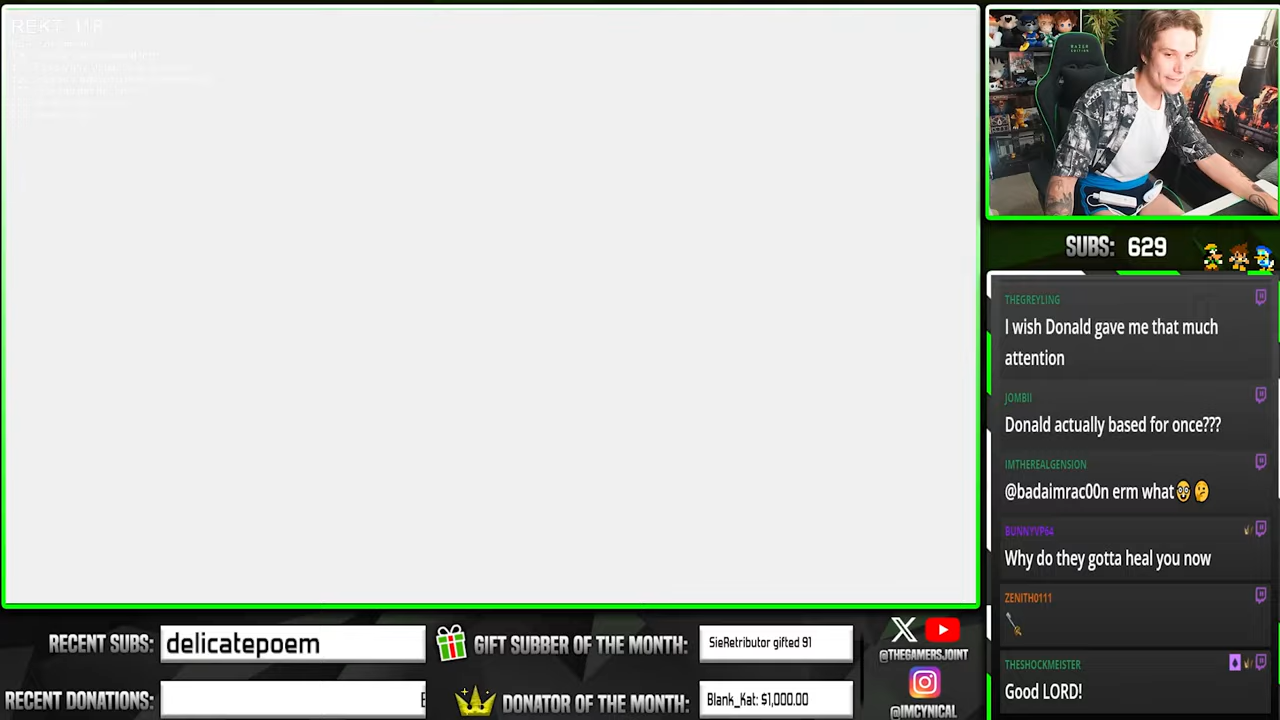 REKT
SUBS: 629
THEGREYLING
I wish Donald gave me that much
attention
JOMBII
Donald actually based for once???
IMTHEREALGENSION
@badaimrac00n erm what🤓🤔
BUNNYVP64
Why do they gotta heal you now
ZENITH0111
THESHOCKMEISTER
Good LORD!
RECENT SUBS: delicatepoem
GIFT SUBBER OF THE MONTH: SieRetributor gifted 91
@THEGAMERSJOINT
RECENT DONATIONS:
DONATOR OF THE MONTH: Blank_Kat: $1,000.00
@IMCYNICAL